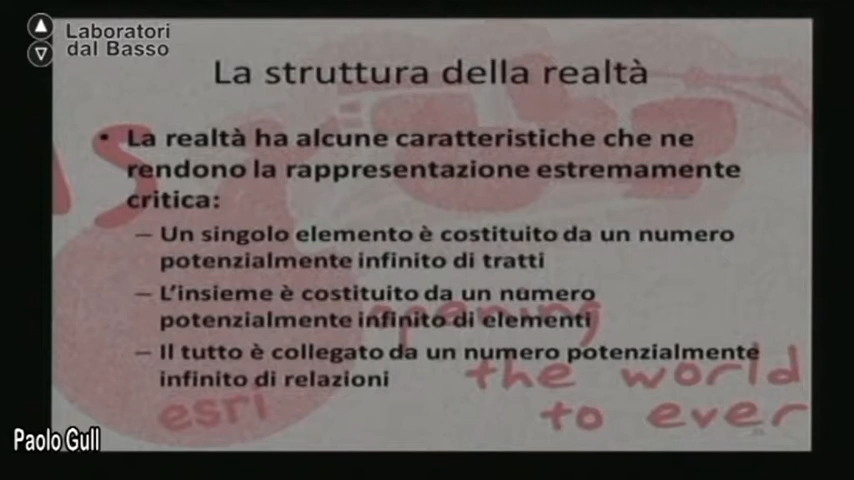 Laboratori
dal Basso
La struttura della realtà
• La realtà ha alcune caratteristiche che ne
rendono la rappresentazione estremamente
critica:
– Un singolo elemento è costituito da un numero
potenzialmente infinito di tratti
– L'insieme è costituito da un numero
potenzialmente infinito di elementi
– Il tutto è collegato da un numero potenzialmente
infinito di relazioni
opening
the world
to ever
esri
Paolo Gull